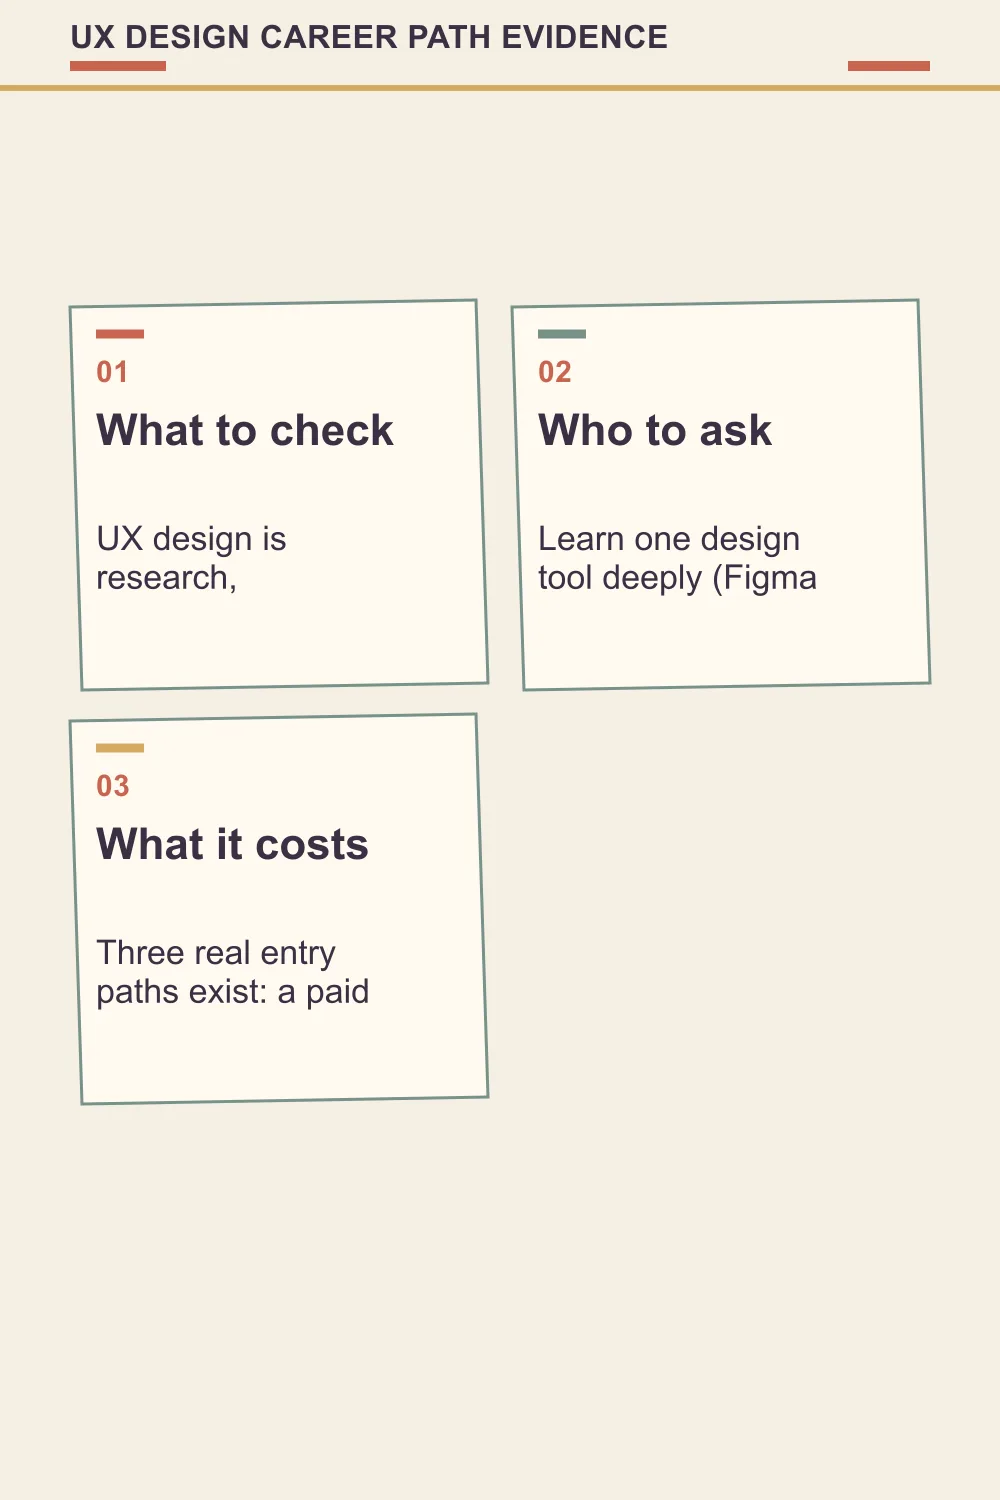 UX DESIGN CAREER PATH EVIDENCE
01
What to check
UX design is
research,
02
Who to ask
Learn one design
tool deeply (Figma
03
What it costs
Three real entry
paths exist: a paid